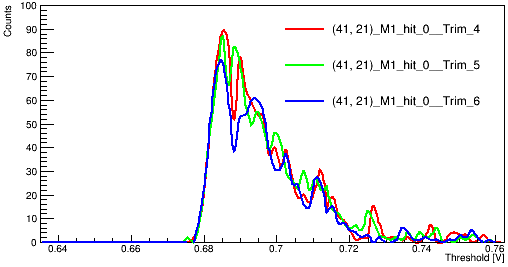 Counts
100
90
80
70
60
50
40
30
20
10
0
(41, 21)_M1_hit_0__Trim_4
(41, 21)_M1_hit_0__Trim_5
(41, 21)_M1_hit_0__Trim_6
0.64 0.66 0.68 0.7 0.72 0.74 0.76
Threshold [V]